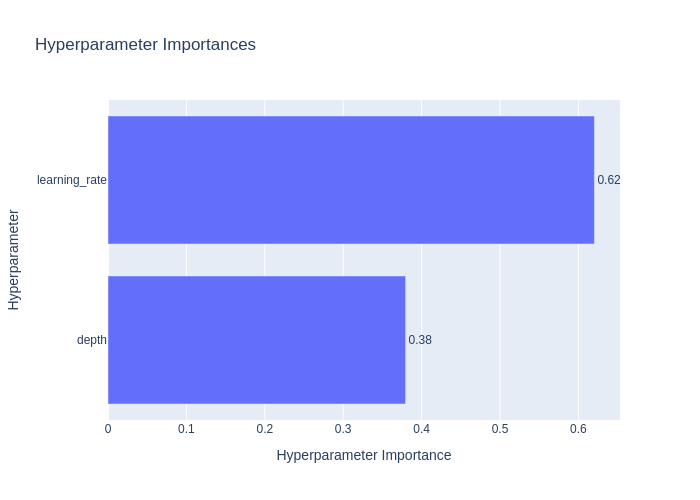 Hyperparameter Importances
Hyperparameter
learning_rate
0.62
depth
0.38
0
0.1
0.2
0.3
0.4
0.5
0.6
Hyperparameter Importance